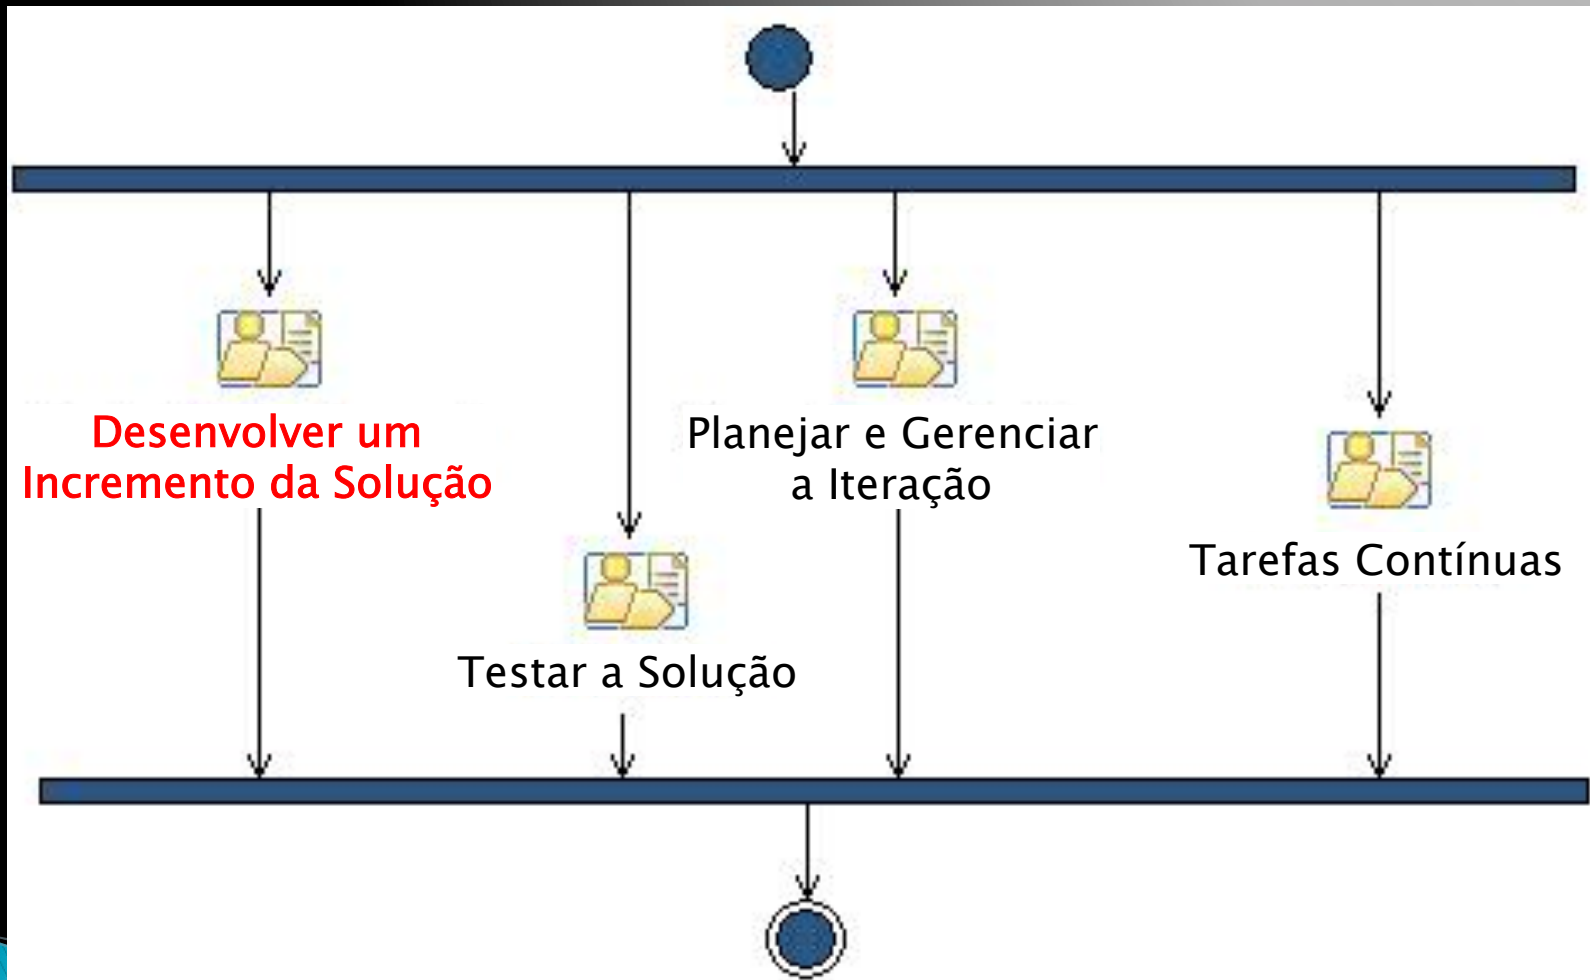 Desenvolver um
Incremento da Solução
Planejar e Gerenciar
a Iteração
Tarefas Contínuas
Testar a Solução